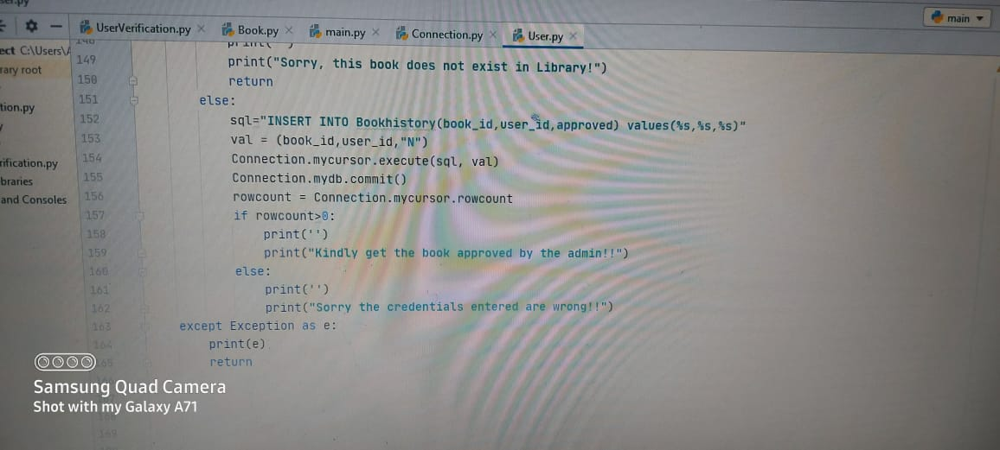 ser.py
UserVerification.py
Book.py
main.py
Connection.py
User.py
main
ect C:\Users\A
rary root
tion.py
y
rification.py
braries
and Consoles
148
print('')
149 print("Sorry, this book does not exist in Library!")
150 return
151 else:
152 sql="INSERT INTO Bookhistory(book_id,user_id,approved) values(%s,%s,%s)"
153 val = (book_id,user_id,"N")
154 Connection.mycursor.execute(sql, val)
155 Connection.mydb.commit()
156 rowcount = Connection.mycursor.rowcount
157 if rowcount>0:
158 print('')
159 print("Kindly get the book approved by the admin!!")
160 else:
161 print('')
162 print("Sorry the credentials entered are wrong!!")
163 except Exception as e:
164 print(e)
165 return
169
Samsung Quad Camera
Shot with my Galaxy A71